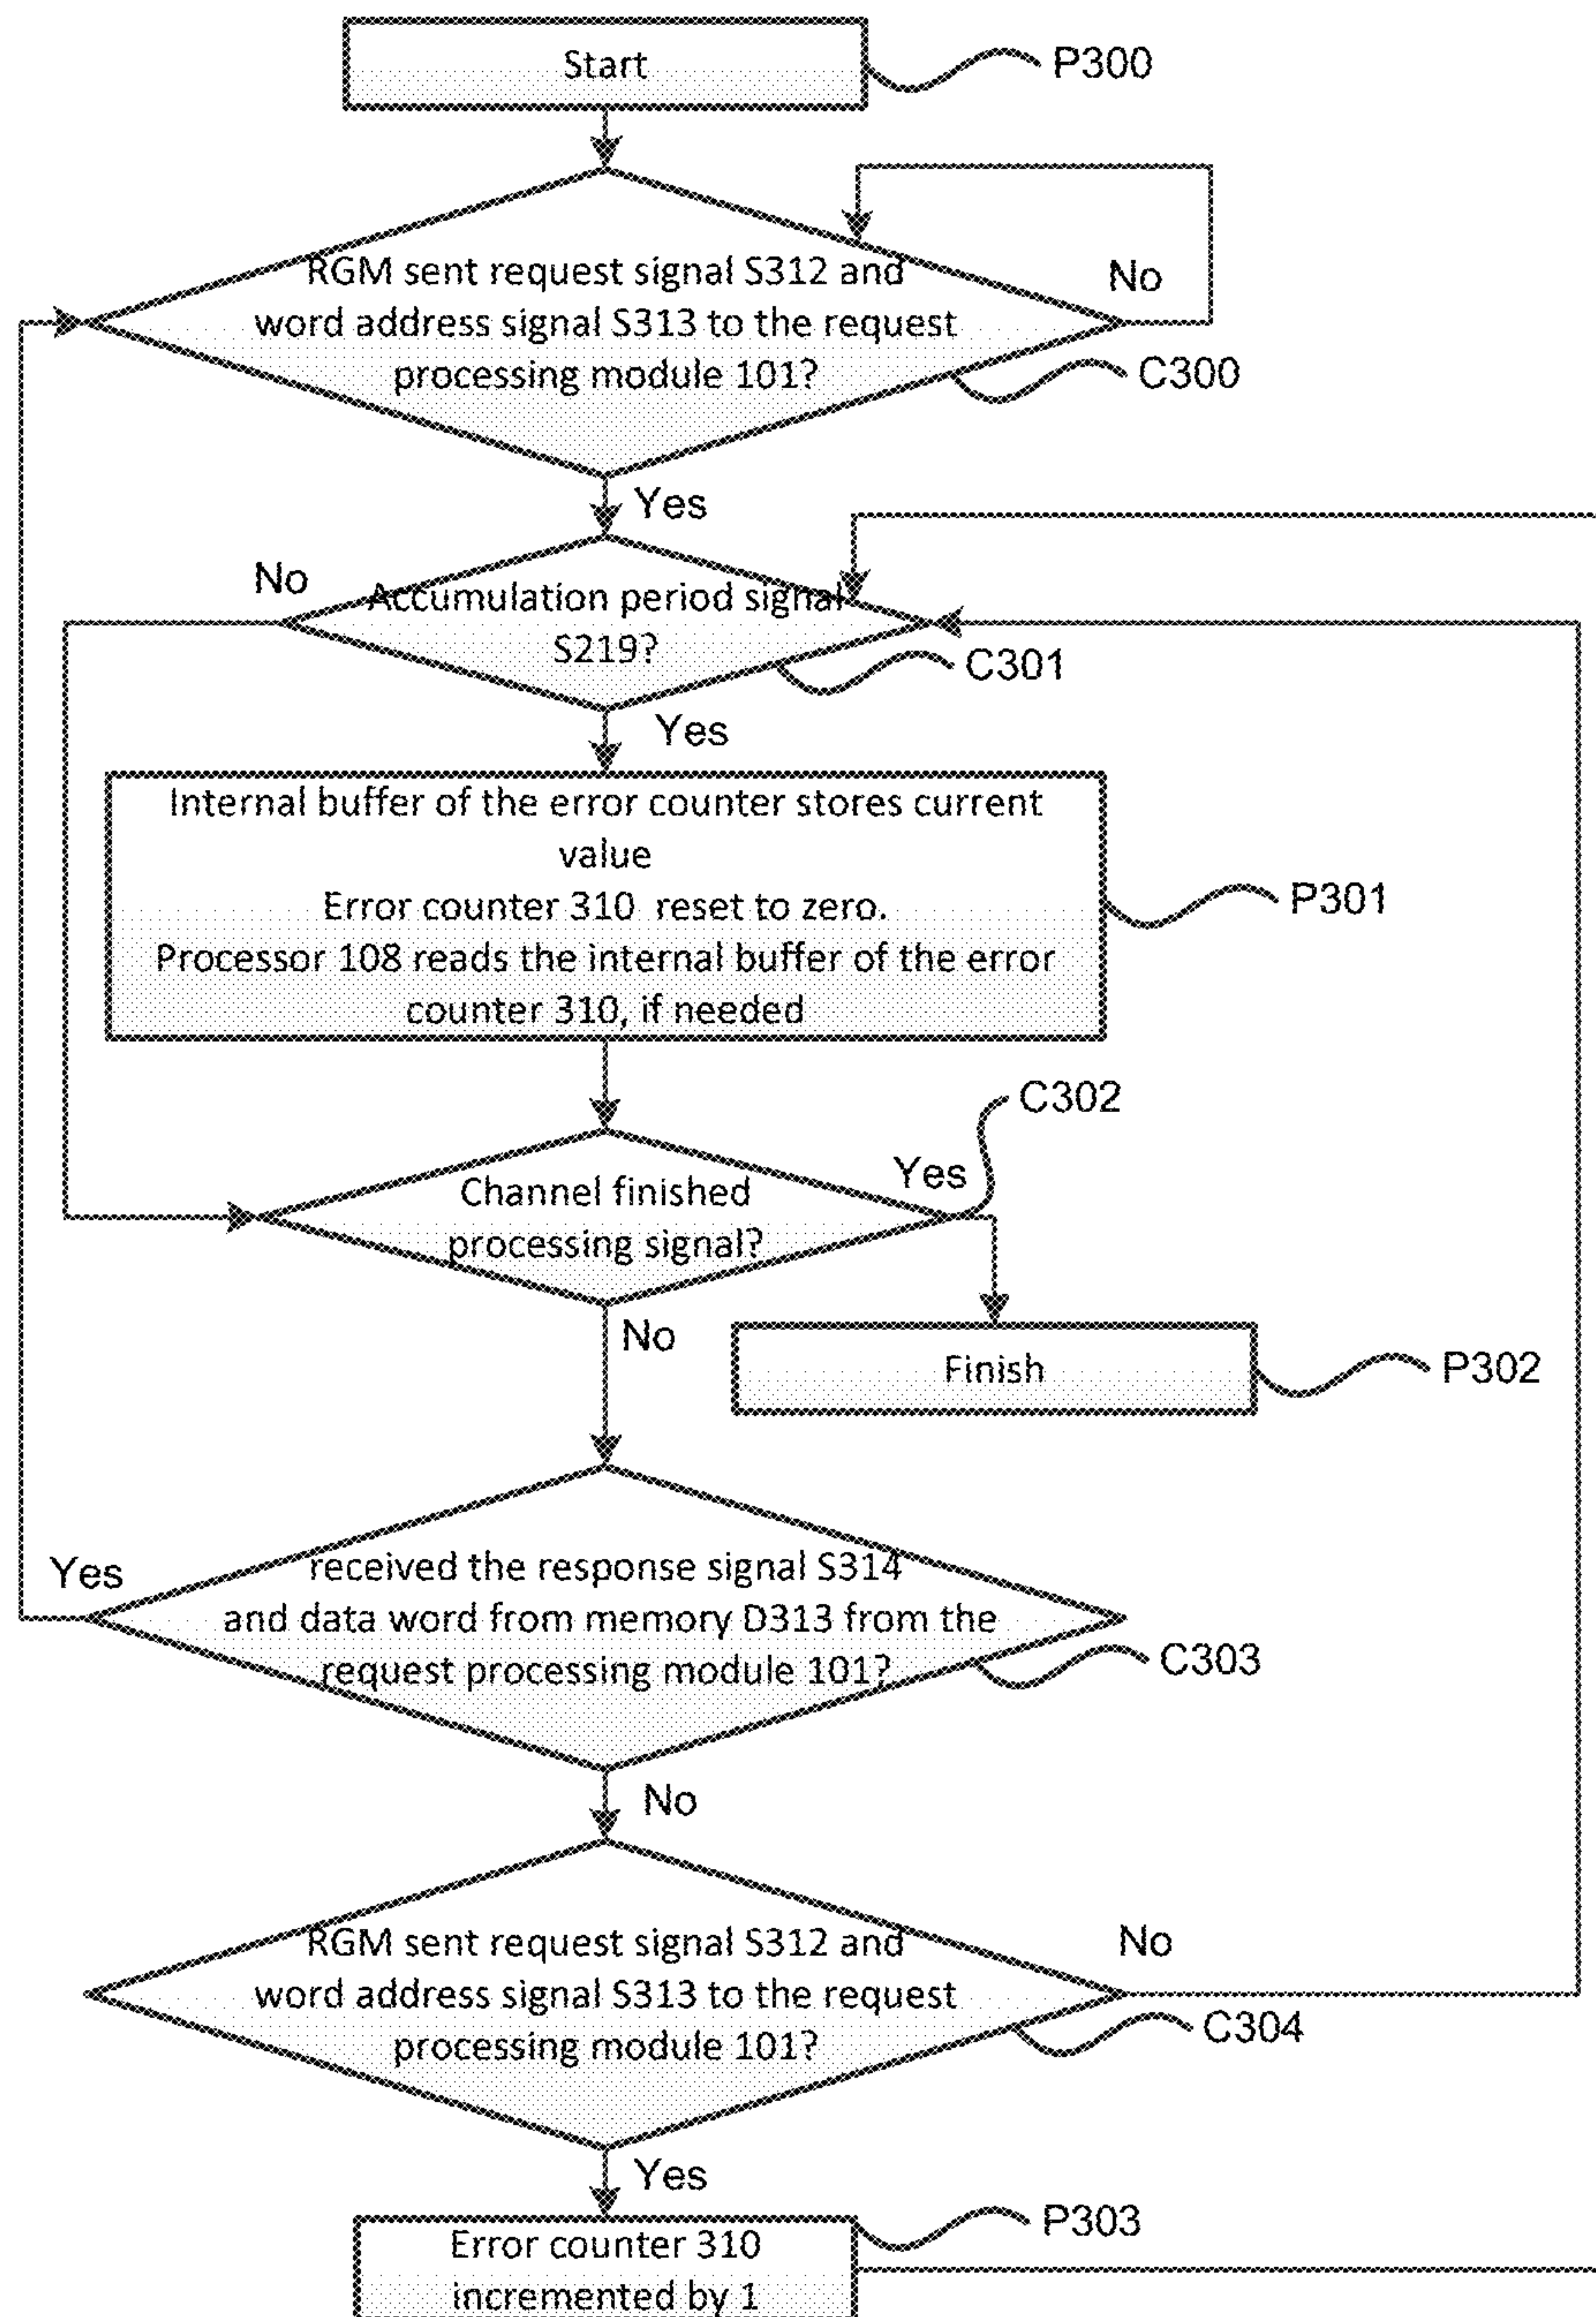 Start
P300
RGM sent request signal S312 and
word address signal S313 to the request
processing module 101?
No
C300
Yes
No
Accumulation period signal
S219?
C301
Yes
Internal buffer of the error counter stores current
value
Error counter 310 reset to zero.
Processor 108 reads the internal buffer of the error
counter 310, if needed
P301
C302
Yes
Channel finished
processing signal?
No
Finish
P302
Yes
received the response signal S314
and data word from memory D313 from the
request processing module 101?
C303
No
RGM sent request signal S312 and
word address signal S313 to the request
processing module 101?
No
C304
Yes
P303
Error counter 310
incremented by 1